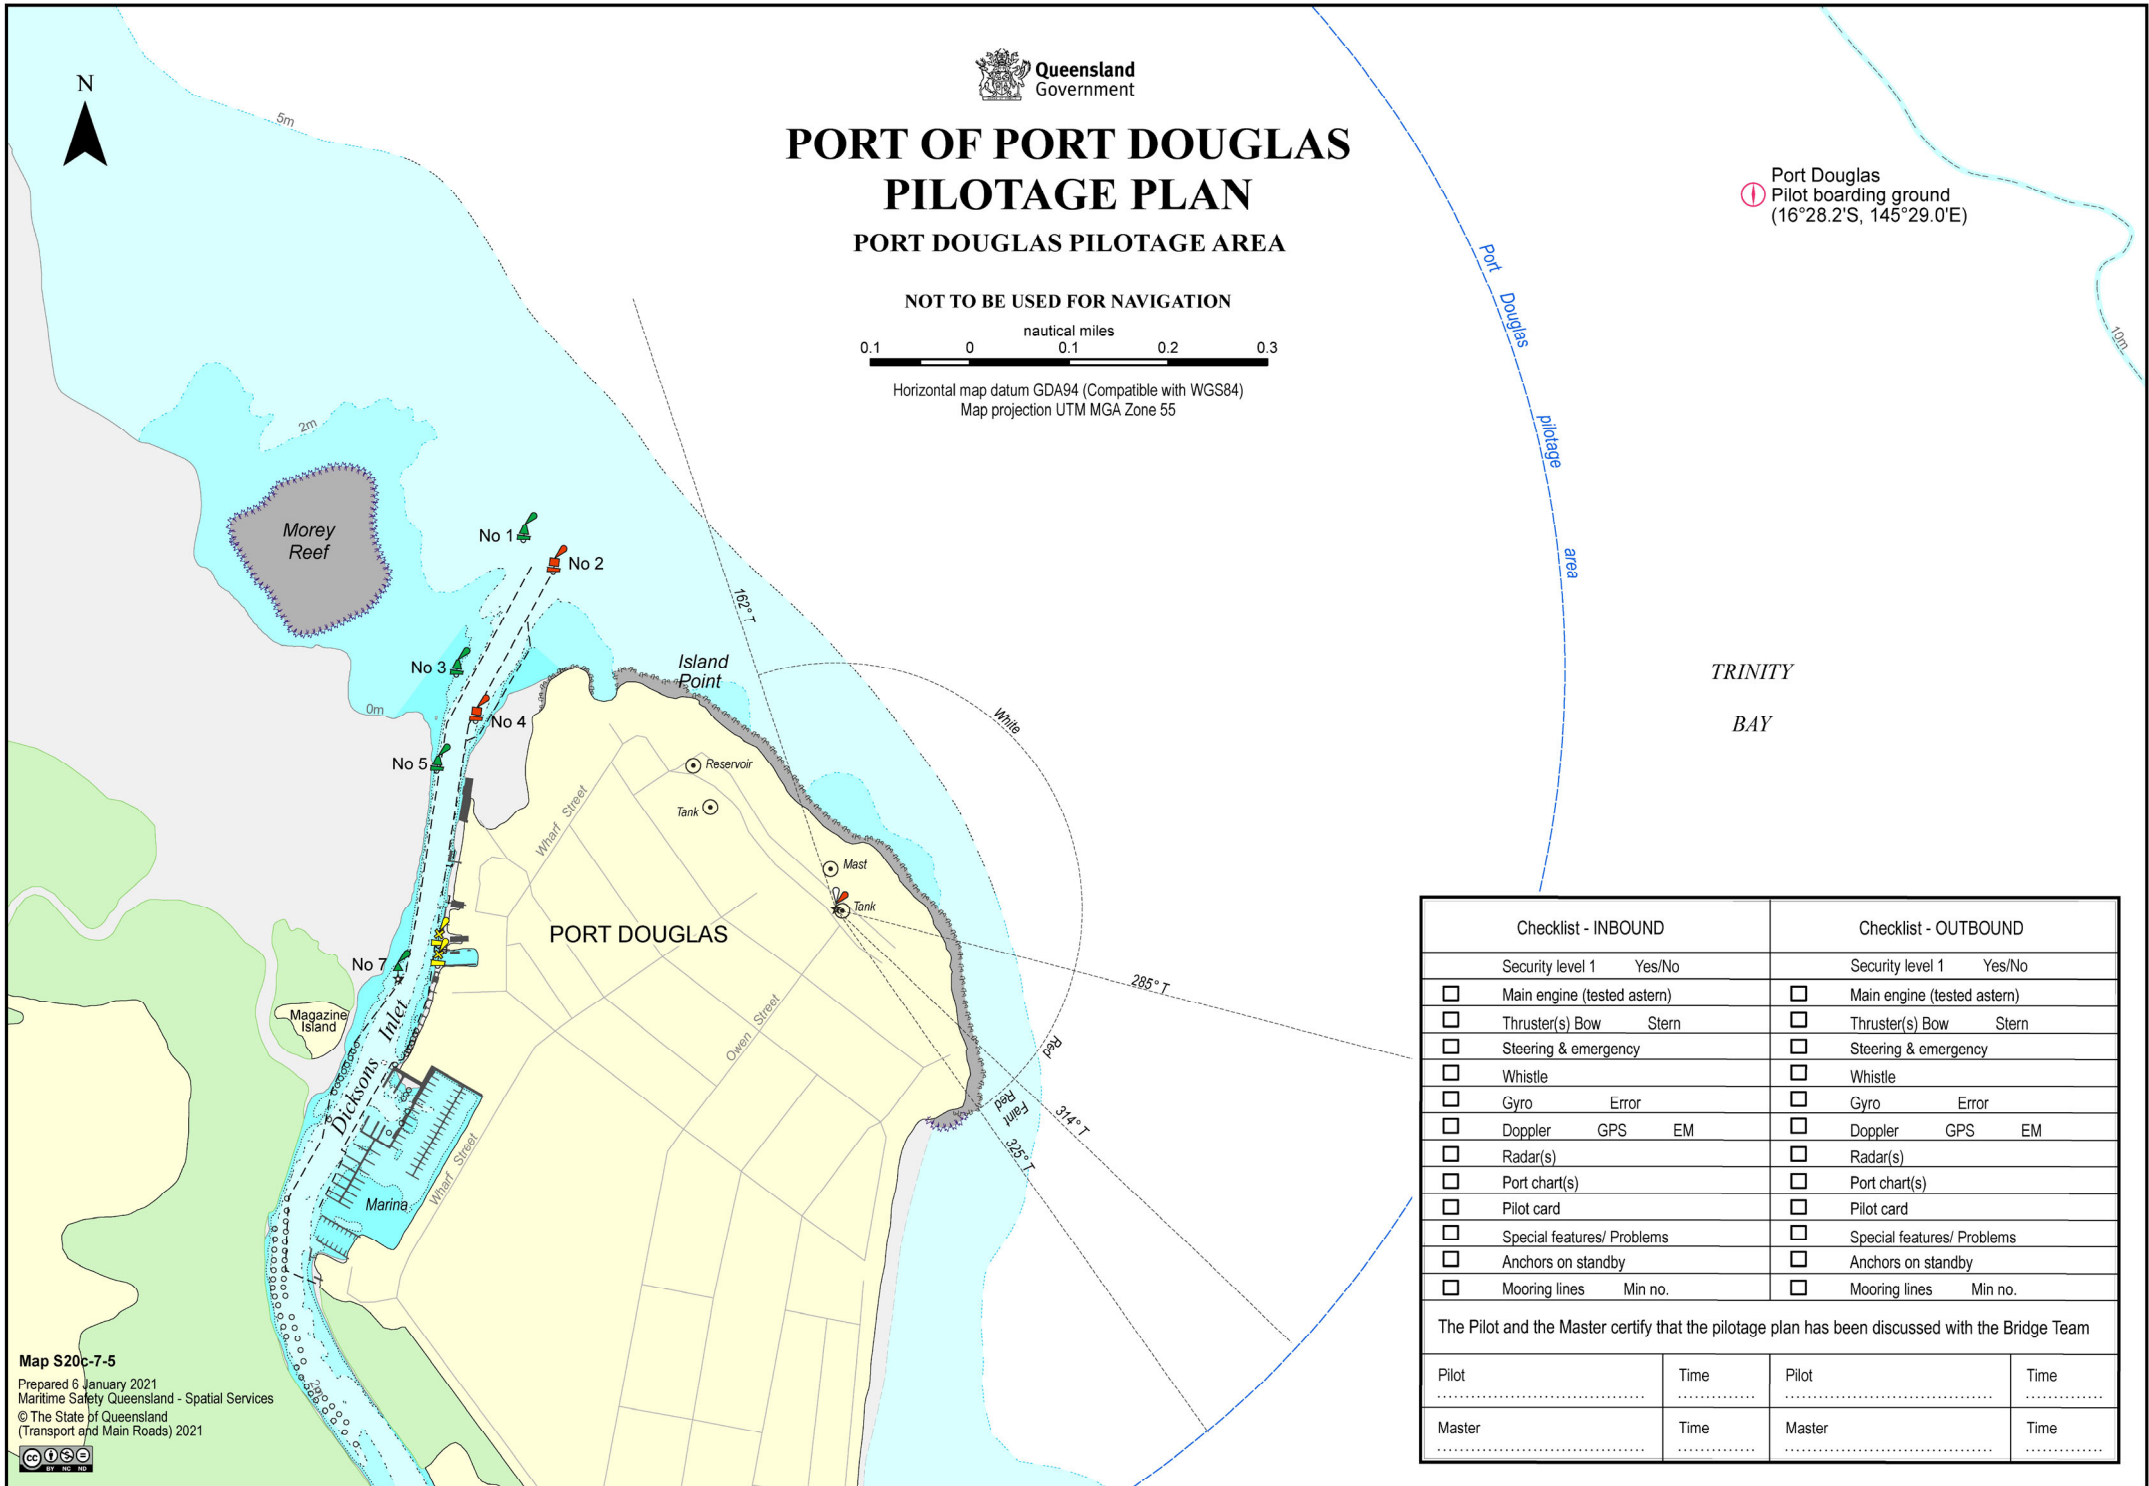 N
Queensland
Government
PORT OF PORT DOUGLAS
PILOTAGE PLAN
PORT DOUGLAS PILOTAGE AREA
NOT TO BE USED FOR NAVIGATION
nautical miles
0.1 0 0.1 0.2 0.3
Horizontal map datum GDA94 (Compatible with WGS84)
Map projection UTM MGA Zone 55
Port Douglas
Pilot boarding ground
(16°28.2'S, 145°29.0'E)
Port Douglas pilotage area
10m
5m
2m
Morey
Reef
No 1
No 2
No 3
No 4
No 5
No 7
0m
162° T
Island
Point
White
TRINITY
BAY
Reservoir
Tank
Mast
Tank
Wharf Street
PORT DOUGLAS
285° T
Red
Faint
Red
314° T
325° T
Owen Street
Magazine
Island
Dicksons Inlet
Marina
Wharf Street
2m
Checklist - INBOUND Checklist - OUTBOUND
Security level 1 Yes/No Security level 1 Yes/No
Main engine (tested astern) Main engine (tested astern)
Thruster(s) Bow Stern Thruster(s) Bow Stern
Steering & emergency Steering & emergency
Whistle Whistle
Gyro Error Gyro Error
Doppler GPS EM Doppler GPS EM
Radar(s) Radar(s)
Port chart(s) Port chart(s)
Pilot card Pilot card
Special features/ Problems Special features/ Problems
Anchors on standby Anchors on standby
Mooring lines Min no. Mooring lines Min no.
The Pilot and the Master certify that the pilotage plan has been discussed with the Bridge Team
Pilot Time Pilot Time
Master Time Master Time
Map S20c-7-5
Prepared 6 January 2021
Maritime Safety Queensland - Spatial Services
© The State of Queensland
(Transport and Main Roads) 2021
cc
BY NC ND